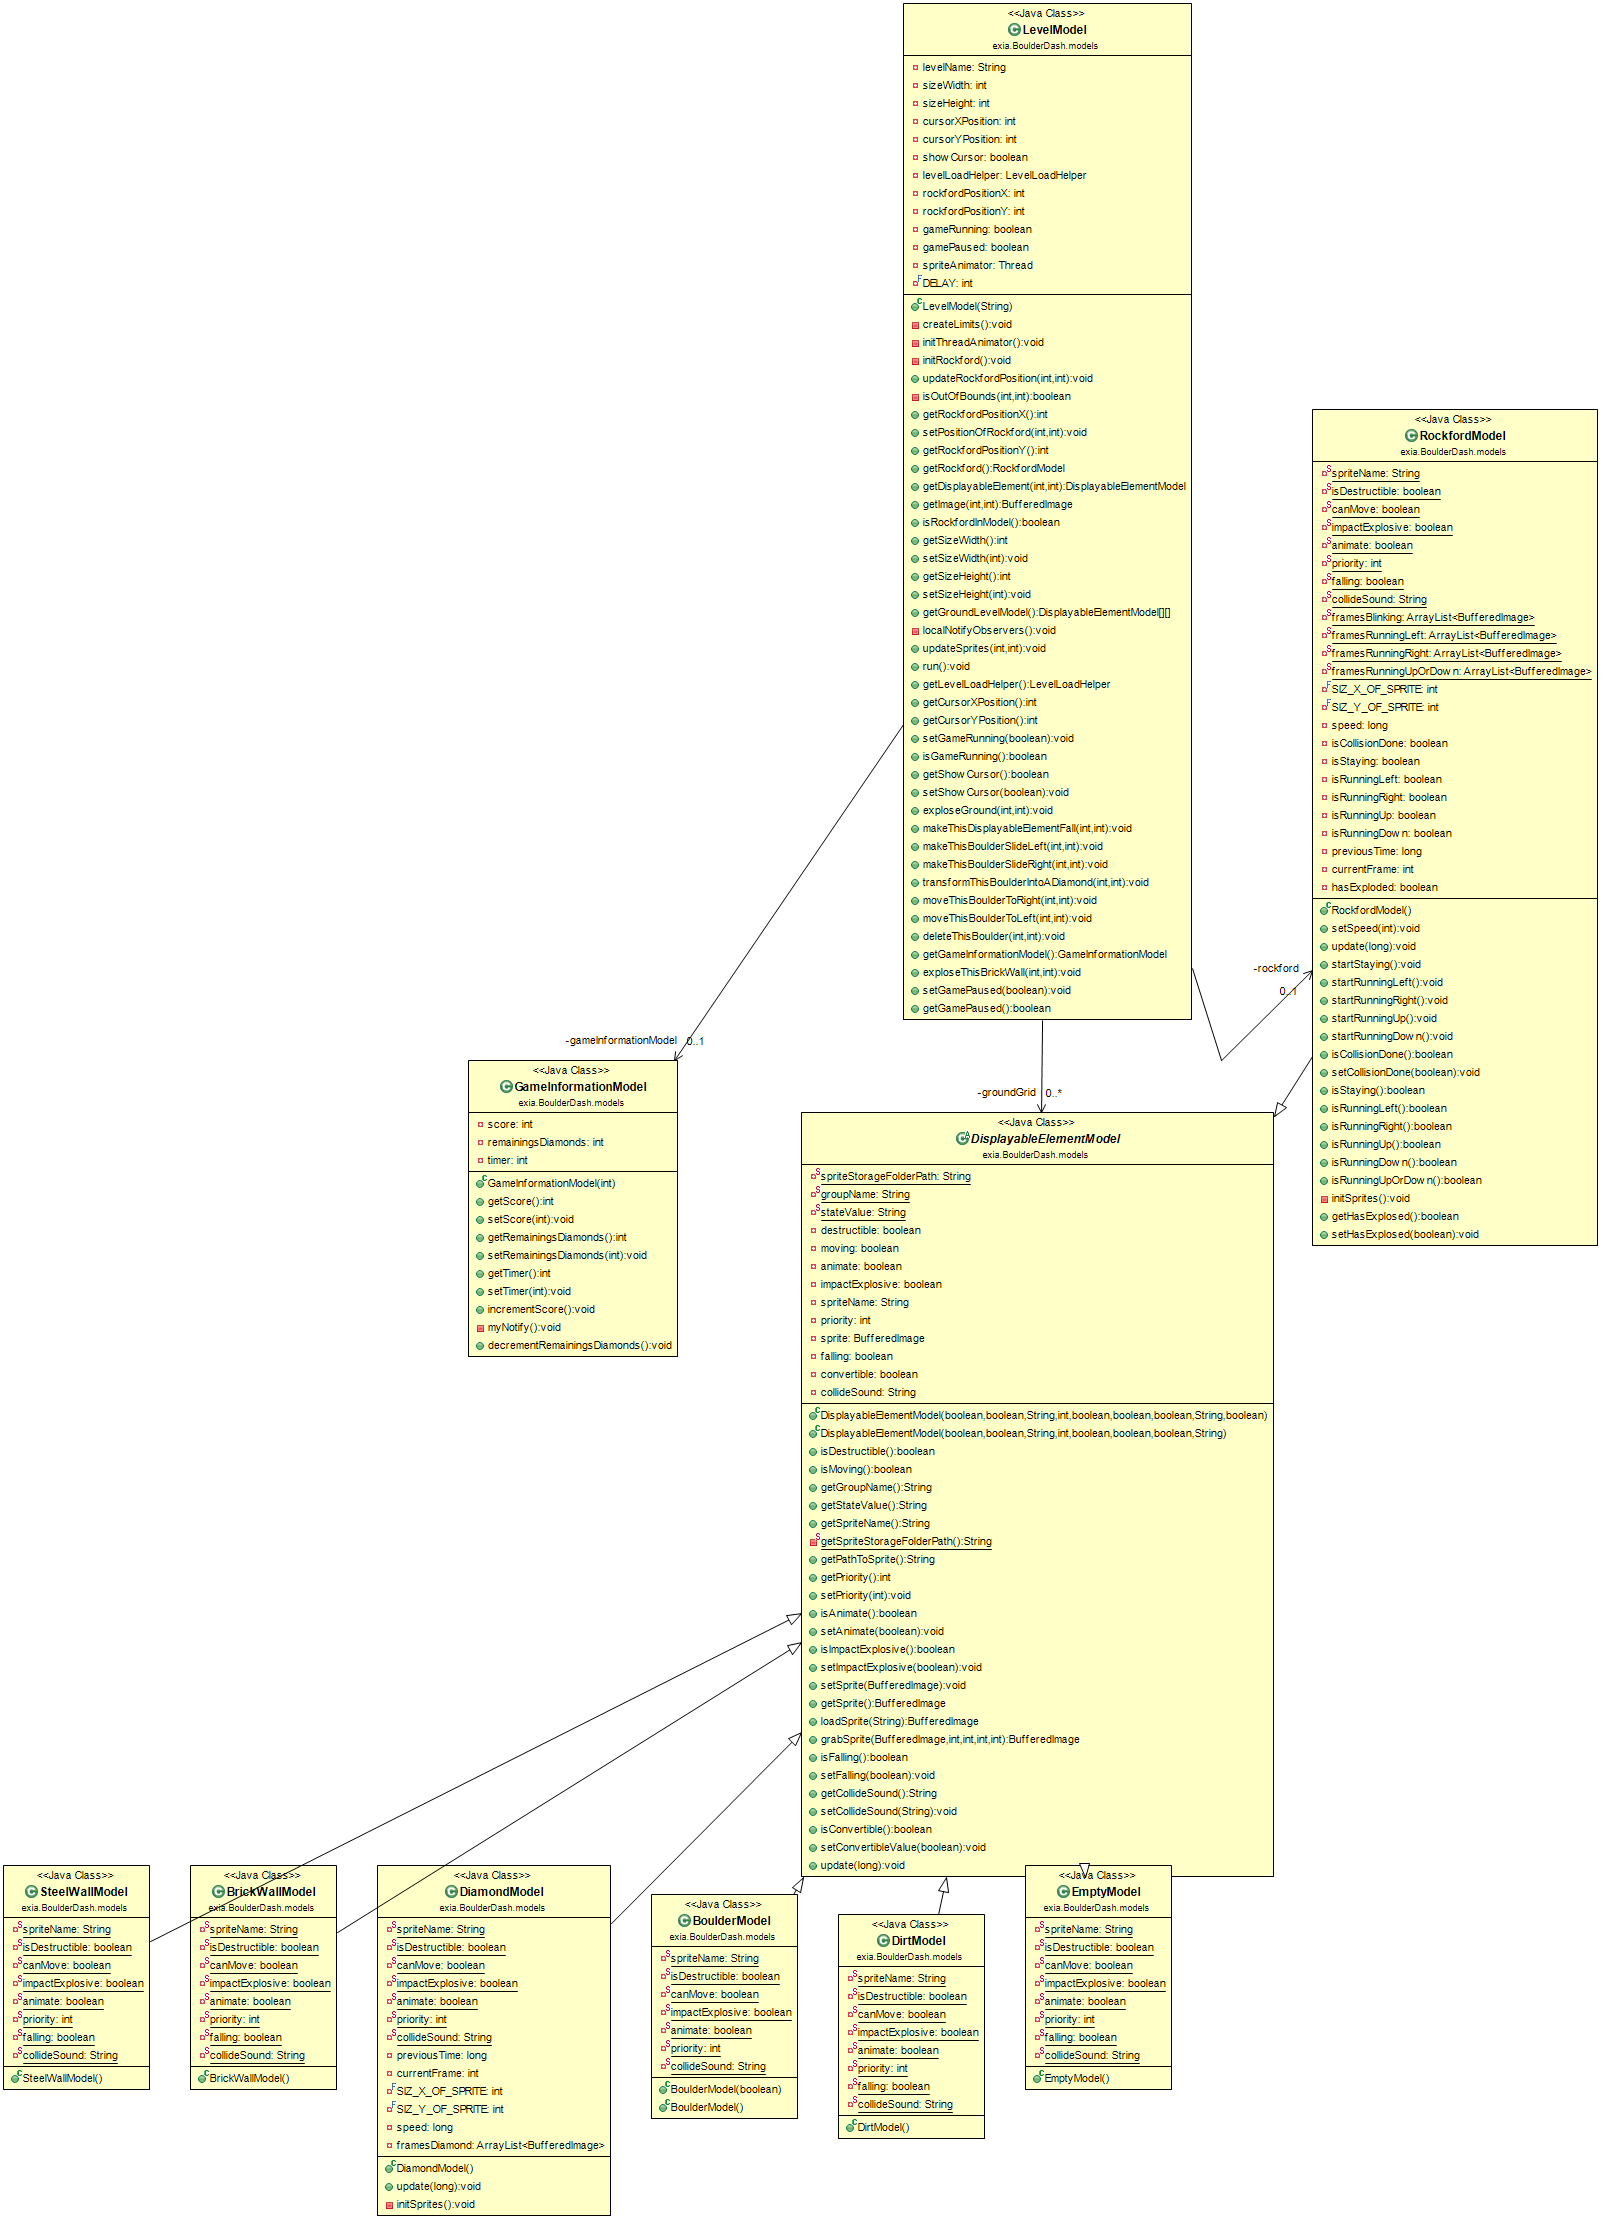 <<Java Class>>
LevelModel
exia.BoulderDash.models
levelName: String
sizeWidth: int
sizeHeight: int
cursorXPosition: int
cursorYPosition: int
showCursor: boolean
levelLoadHelper: LevelLoadHelper
rockfordPositionX: int
rockfordPositionY: int
gameRunning: boolean
gamePaused: boolean
spriteAnimator: Thread
DELAY: int
LevelModel(String)
createLimits():void
initThreadAnimator():void
initRockford():void
updateRockfordPosition(int,int):void
isOutOfBounds(int,int):boolean
getRockfordPositionX():int
setPositionOfRockford(int,int):void
getRockfordPositionY():int
getRockford():RockfordModel
getDisplayableElement(int,int):DisplayableElementModel
getImage(int,int):BufferedImage
isRockfordInModel():boolean
getSizeWidth():int
setSizeWidth(int):void
getSizeHeight():int
setSizeHeight(int):void
getGroundLevelModel():DisplayableElementModel[][]
localNotifyObservers():void
updateSprites(int,int):void
run():void
getLevelLoadHelper():LevelLoadHelper
getCursorXPosition():int
getCursorYPosition():int
setGameRunning(boolean):void
isGameRunning():boolean
getShowCursor():boolean
setShowCursor(boolean):void
exploseGround(int,int):void
makeThisDisplayableElementFall(int,int):void
makeThisBoulderSlideLeft(int,int):void
makeThisBoulderSlideRight(int,int):void
transformThisBoulderIntoADiamond(int,int):void
moveThisBoulderToRight(int,int):void
moveThisBoulderToLeft(int,int):void
deleteThisBoulder(int,int):void
getGameInformationModel():GameInformationModel
exploseThisBrickWall(int,int):void
setGamePaused(boolean):void
getGamePaused():boolean
<<Java Class>>
RockfordModel
exia.BoulderDash.models
spriteName: String
isDestructible: boolean
canMove: boolean
impactExplosive: boolean
animate: boolean
priority: int
falling: boolean
collideSound: String
framesBlinking: ArrayList<BufferedImage>
framesRunningLeft: ArrayList<BufferedImage>
framesRunningRight: ArrayList<BufferedImage>
framesRunningUpOrDown: ArrayList<BufferedImage>
SIZ_X_OF_SPRITE: int
SIZ_Y_OF_SPRITE: int
speed: long
isCollisionDone: boolean
isStaying: boolean
isRunningLeft: boolean
isRunningRight: boolean
isRunningUp: boolean
isRunningDown: boolean
previousTime: long
currentFrame: int
hasExploded: boolean
RockfordModel()
setSpeed(int):void
update(long):void
startStaying():void
startRunningLeft():void
startRunningRight():void
startRunningUp():void
startRunningDown():void
isCollisionDone():boolean
setCollisionDone(boolean):void
isStaying():boolean
isRunningLeft():boolean
isRunningRight():boolean
isRunningUp():boolean
isRunningDown():boolean
isRunningUpOrDown():boolean
initSprites():void
getHasExplosed():boolean
setHasExplosed(boolean):void
-rockford
0..1
-gameInformationModel 0..1
-groundGrid 0..*
<<Java Class>>
GameInformationModel
exia.BoulderDash.models
score: int
remainingsDiamonds: int
timer: int
GameInformationModel(int)
getScore():int
setScore(int):void
getRemainingsDiamonds():int
setRemainingsDiamonds(int):void
getTimer():int
setTimer(int):void
incrementScore():void
myNotify():void
decrementRemainingsDiamonds():void
<<Java Class>>
DisplayableElementModel
exia.BoulderDash.models
spriteStorageFolderPath: String
groupName: String
stateValue: String
destructible: boolean
moving: boolean
animate: boolean
impactExplosive: boolean
spriteName: String
priority: int
sprite: BufferedImage
falling: boolean
convertible: boolean
collideSound: String
DisplayableElementModel(boolean,boolean,String,int,boolean,boolean,boolean,String,boolean)
DisplayableElementModel(boolean,boolean,String,int,boolean,boolean,boolean,String)
isDestructible():boolean
isMoving():boolean
getGroupName():String
getStateValue():String
getSpriteName():String
getSpriteStorageFolderPath():String
getPathToSprite():String
getPriority():int
setPriority(int):void
isAnimate():boolean
setAnimate(boolean):void
isImpactExplosive():boolean
setImpactExplosive(boolean):void
setSprite(BufferedImage):void
getSprite():BufferedImage
loadSprite(String):BufferedImage
grabSprite(BufferedImage,int,int,int,int):BufferedImage
isFalling():boolean
setFalling(boolean):void
getCollideSound():String
setCollideSound(String):void
isConvertible():boolean
setConvertibleValue(boolean):void
update(long):void
<<Java Class>>
SteelWallModel
exia.BoulderDash.models
spriteName: String
isDestructible: boolean
canMove: boolean
impactExplosive: boolean
animate: boolean
priority: int
falling: boolean
collideSound: String
SteelWallModel()
<<Java Class>>
BrickWallModel
exia.BoulderDash.models
spriteName: String
isDestructible: boolean
canMove: boolean
impactExplosive: boolean
animate: boolean
priority: int
falling: boolean
collideSound: String
BrickWallModel()
<<Java Class>>
DiamondModel
exia.BoulderDash.models
spriteName: String
isDestructible: boolean
canMove: boolean
impactExplosive: boolean
animate: boolean
priority: int
collideSound: String
previousTime: long
currentFrame: int
SIZ_X_OF_SPRITE: int
SIZ_Y_OF_SPRITE: int
speed: long
framesDiamond: ArrayList<BufferedImage>
DiamondModel()
update(long):void
initSprites():void
<<Java Class>>
BoulderModel
exia.BoulderDash.models
spriteName: String
isDestructible: boolean
canMove: boolean
impactExplosive: boolean
animate: boolean
priority: int
collideSound: String
BoulderModel(boolean)
BoulderModel()
<<Java Class>>
DirtModel
exia.BoulderDash.models
spriteName: String
isDestructible: boolean
canMove: boolean
impactExplosive: boolean
animate: boolean
priority: int
falling: boolean
collideSound: String
DirtModel()
<<Java Class>>
EmptyModel
exia.BoulderDash.models
spriteName: String
isDestructible: boolean
canMove: boolean
impactExplosive: boolean
animate: boolean
priority: int
falling: boolean
collideSound: String
EmptyModel()